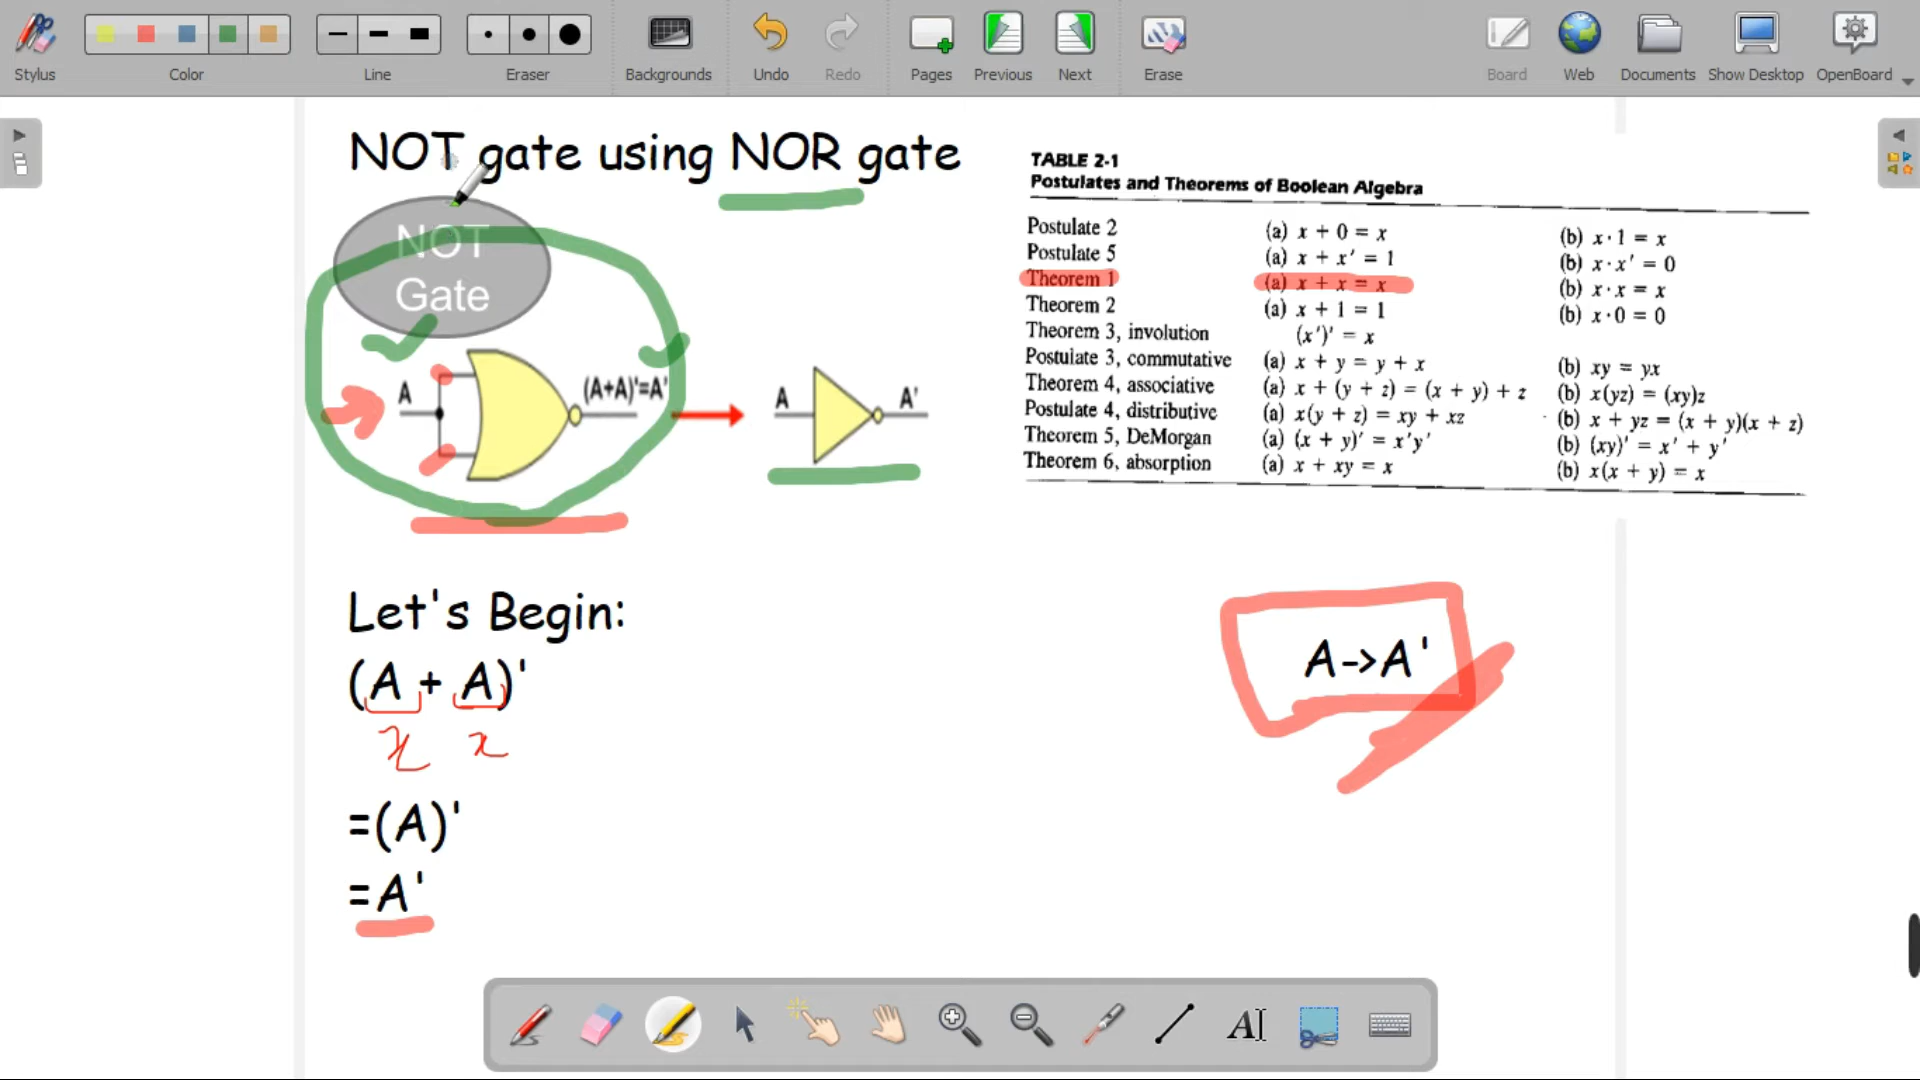 Stylus
Color
Line
Eraser
Backgrounds
Undo
Redo
Pages
Previous
Next
Erase
Board
Web
Documents
Show Desktop
OpenBoard
NOT gate using NOR gate
NOT
Gate
A
(A+A)'=A'
A
A'
TABLE 2-1
Postulates and Theorems of Boolean Algebra
Postulate 2 (a) x + 0 = x (b) x · 1 = x
Postulate 5 (a) x + x' = 1 (b) x · x' = 0
Theorem 1 (a) x + x = x (b) x · x = x
Theorem 2 (a) x + 1 = 1 (b) x · 0 = 0
Theorem 3, involution (x')' = x
Postulate 3, commutative (a) x + y = y + x (b) xy = yx
Theorem 4, associative (a) x + (y + z) = (x + y) + z (b) x(yz) = (xy)z
Postulate 4, distributive (a) x(y + z) = xy + xz (b) x + yz = (x + y)(x + z)
Theorem 5, DeMorgan (a) (x + y)' = x'y' (b) (xy)' = x' + y'
Theorem 6, absorption (a) x + xy = x (b) x(x + y) = x
Let's Begin:
(A + A)'
x x
=(A)'
=A'
A->A'